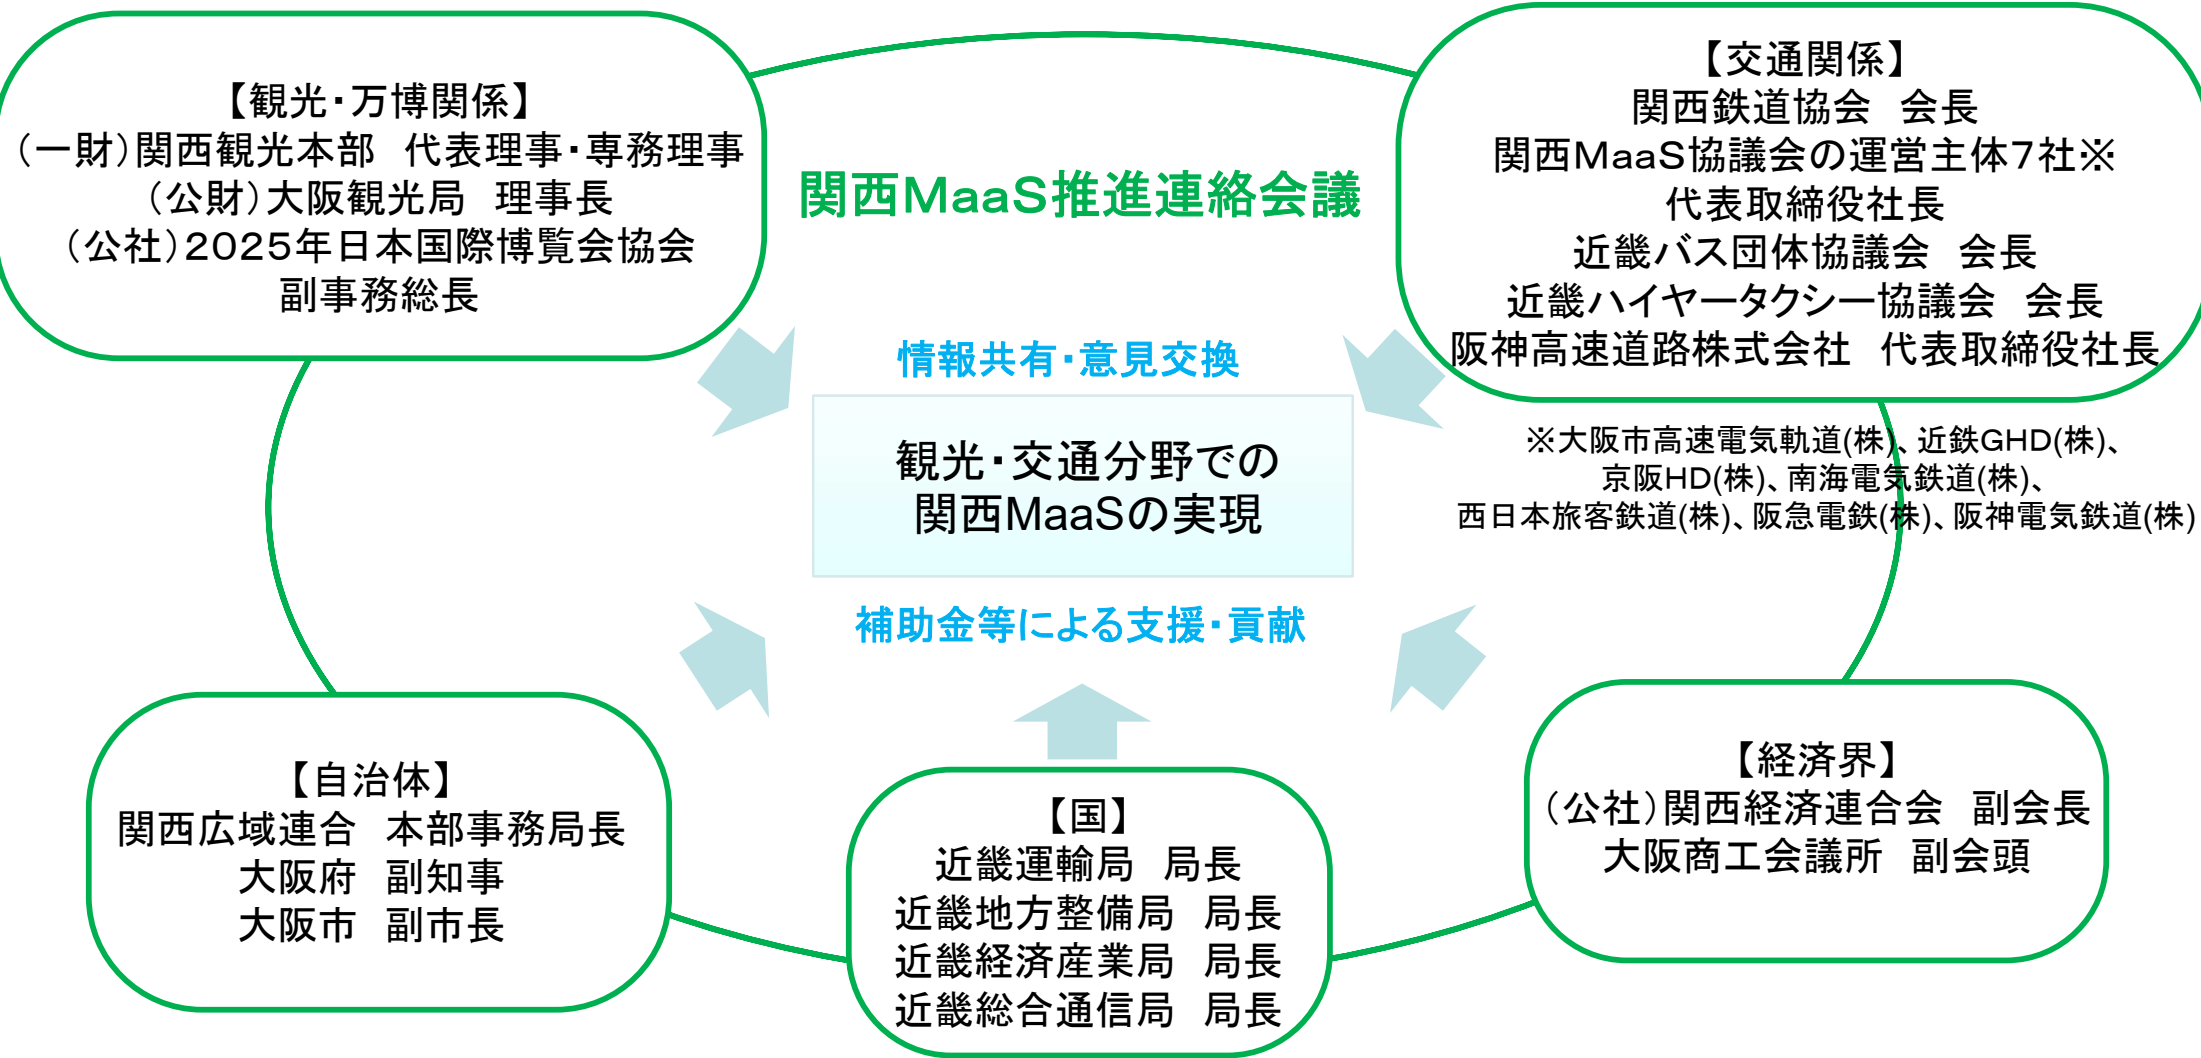 【観光・万博関係】
（一財）関西観光本部　代表理事・専務理事
（公財）大阪観光局　理事長
（公社）２０２５年日本国際博覧会協会
副事務総長
関西ＭａａＳ推進連絡会議
【交通関係】
関西鉄道協会　会長
関西ＭａａＳ協議会の運営主体７社※
代表取締役社長
近畿バス団体協議会　会長
近畿ハイヤータクシー協議会　会長
阪神高速道路株式会社　代表取締役社長
※大阪市高速電気軌道(株)、近鉄GHD(株)、
京阪HD(株)、南海電気鉄道(株)、
西日本旅客鉄道(株)、阪急電鉄(株)、阪神電気鉄道(株)
情報共有・意見交換
観光・交通分野での
関西MaaSの実現
補助金等による支援・貢献
【自治体】
関西広域連合　本部事務局長
大阪府　副知事
大阪市　副市長
【国】
近畿運輸局　局長
近畿地方整備局　局長
近畿経済産業局　局長
近畿総合通信局　局長
【経済界】
（公社）関西経済連合会　副会長
大阪商工会議所　副会頭